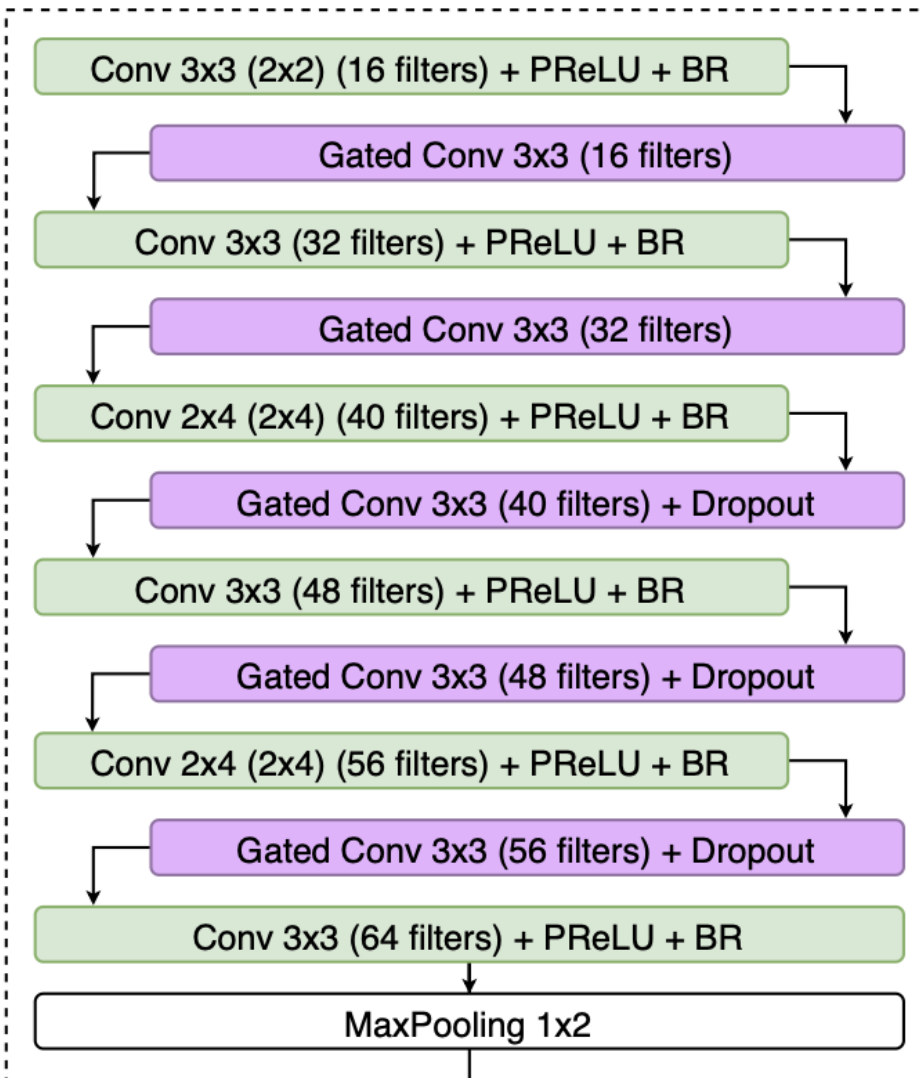 Conv 3x3 (2x2) (16 filters) + PReLU + BR
Gated Conv 3x3 (16 filters)
Conv 3x3 (32 filters) + PReLU + BR
Gated Conv 3x3 (32 filters)
Conv 2x4 (2x4) (40 filters) + PReLU + BR
Gated Conv 3x3 (40 filters) + Dropout
Conv 3x3 (48 filters) + PReLU + BR
Gated Conv 3x3 (48 filters) + Dropout
Conv 2x4 (2x4) (56 filters) + PReLU + BR
Gated Conv 3x3 (56 filters) + Dropout
Conv 3x3 (64 filters) + PReLU + BR
MaxPooling 1x2